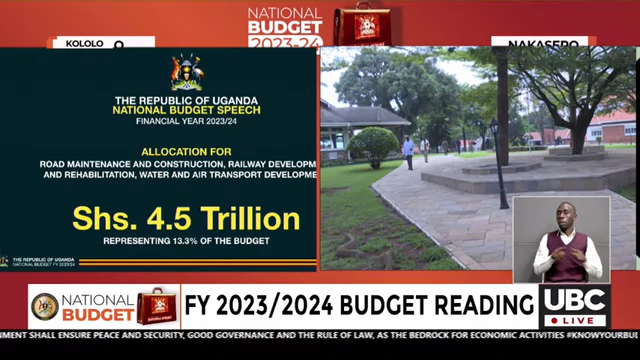 NATIONAL
BUDGET
2023-24
KOLOLO
NAKASERO
THE REPUBLIC OF UGANDA
NATIONAL BUDGET SPEECH
FINANCIAL YEAR 2023/24
ALLOCATION FOR
ROAD MAINTENANCE AND CONSTRUCTION, RAILWAY DEVELOPM
AND REHABILITATION, WATER AND AIR TRANSPORT DEVELOPME
Shs. 4.5 Trillion
REPRESENTING 13.3% OF THE BUDGET
THE REPUBLIC OF UGANDA
NATIONAL BUDGET FY 2023/24
NATIONAL
BUDGET
FY 2023/2024 BUDGET READING
UBC
LIVE
NMENT SHALL ENSURE PEACE AND SECURITY, GOOD GOVERNANCE AND THE RULE OF LAW, AS THE BEDROCK FOR ECONOMIC ACTIVITIES #KNOWYOURBUD